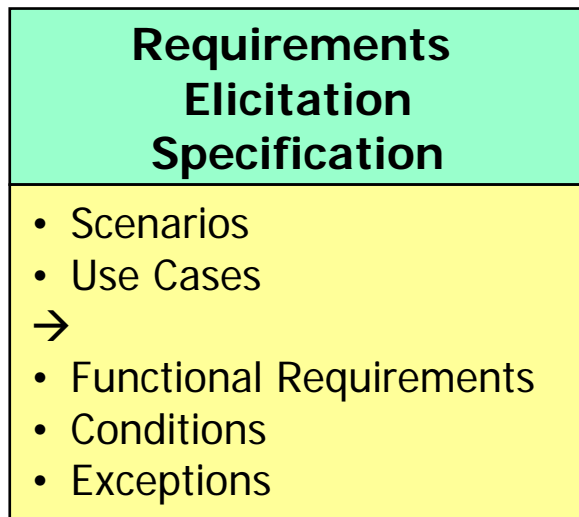 Requirements
Elicitation
Specification
• Scenarios
• Use Cases
→
• Functional Requirements
• Conditions
• Exceptions